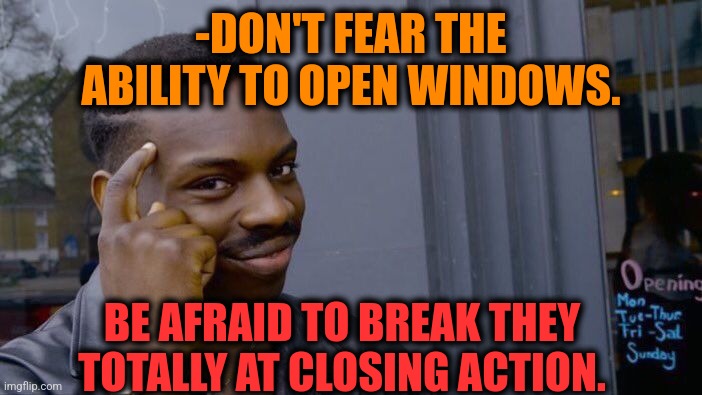 -DON'T FEAR THE
ABILITY TO OPEN WINDOWS.
Opening
Mon
Tue-Thur
Fri-Sat
Sunday
BE AFRAID TO BREAK THEY
TOTALLY AT CLOSING ACTION.
imgflip.com